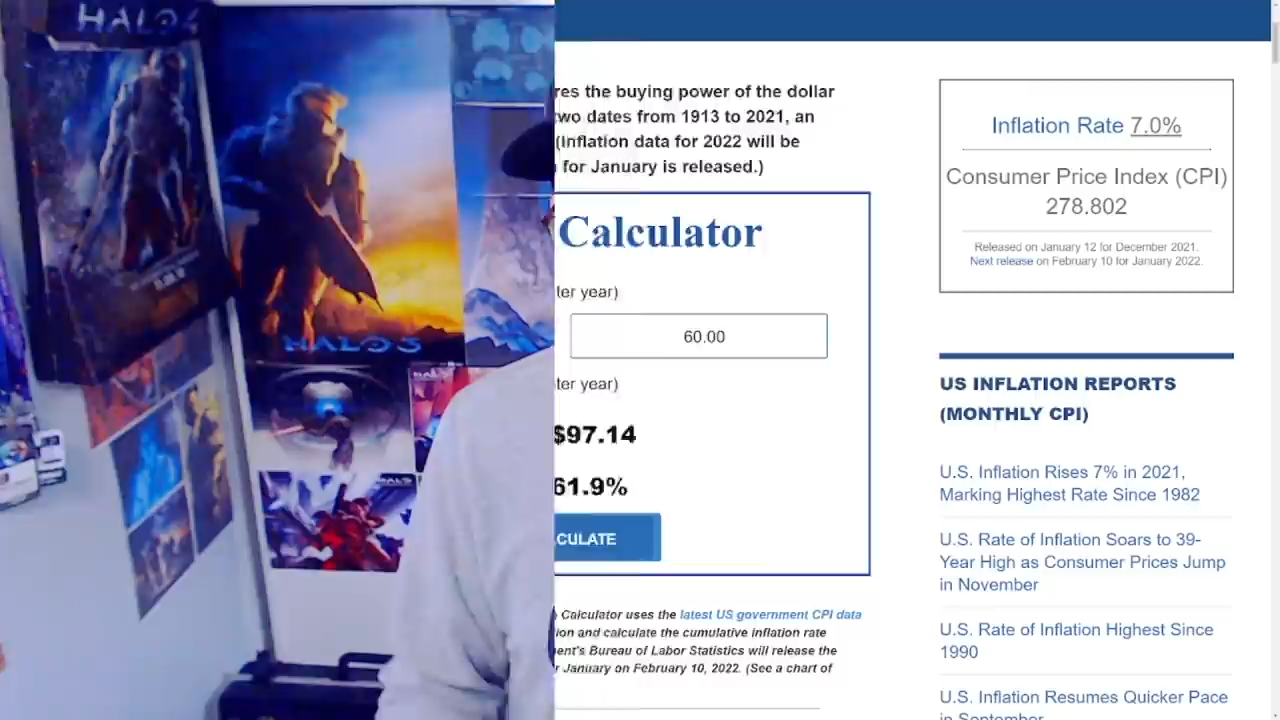 HALO 4
HALO 3
HALO
res the buying power of the dollar
two dates from 1913 to 2021, an
(Inflation data for 2022 will be
for January is released.)
Calculator
ter year)
60.00
ter year)
$97.14
61.9%
CULATE
Calculator uses the latest US government CPI data
ion and calculate the cumulative inflation rate
ent's Bureau of Labor Statistics will release the
r January on February 10, 2022. (See a chart of
Inflation Rate 7.0%
Consumer Price Index (CPI)
278.802
Released on January 12 for December 2021.
Next release on February 10 for January 2022.
US INFLATION REPORTS
(MONTHLY CPI)
U.S. Inflation Rises 7% in 2021,
Marking Highest Rate Since 1982
U.S. Rate of Inflation Soars to 39-
Year High as Consumer Prices Jump
in November
U.S. Rate of Inflation Highest Since
1990
U.S. Inflation Resumes Quicker Pace
in September